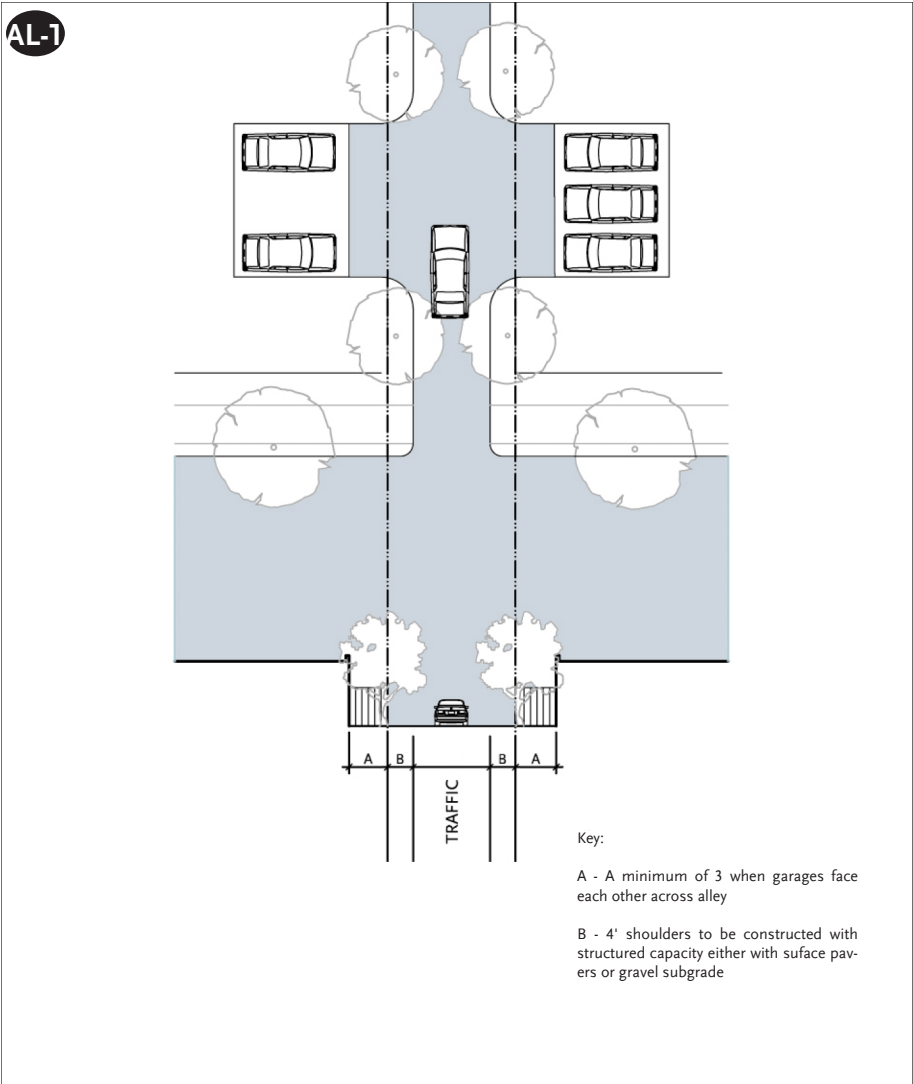 AL-1
A B B A
TRAFFIC
Key:
A - A minimum of 3 when garages face
each other across alley
B - 4' shoulders to be constructed with
structured capacity either with suface pav-
ers or gravel subgrade